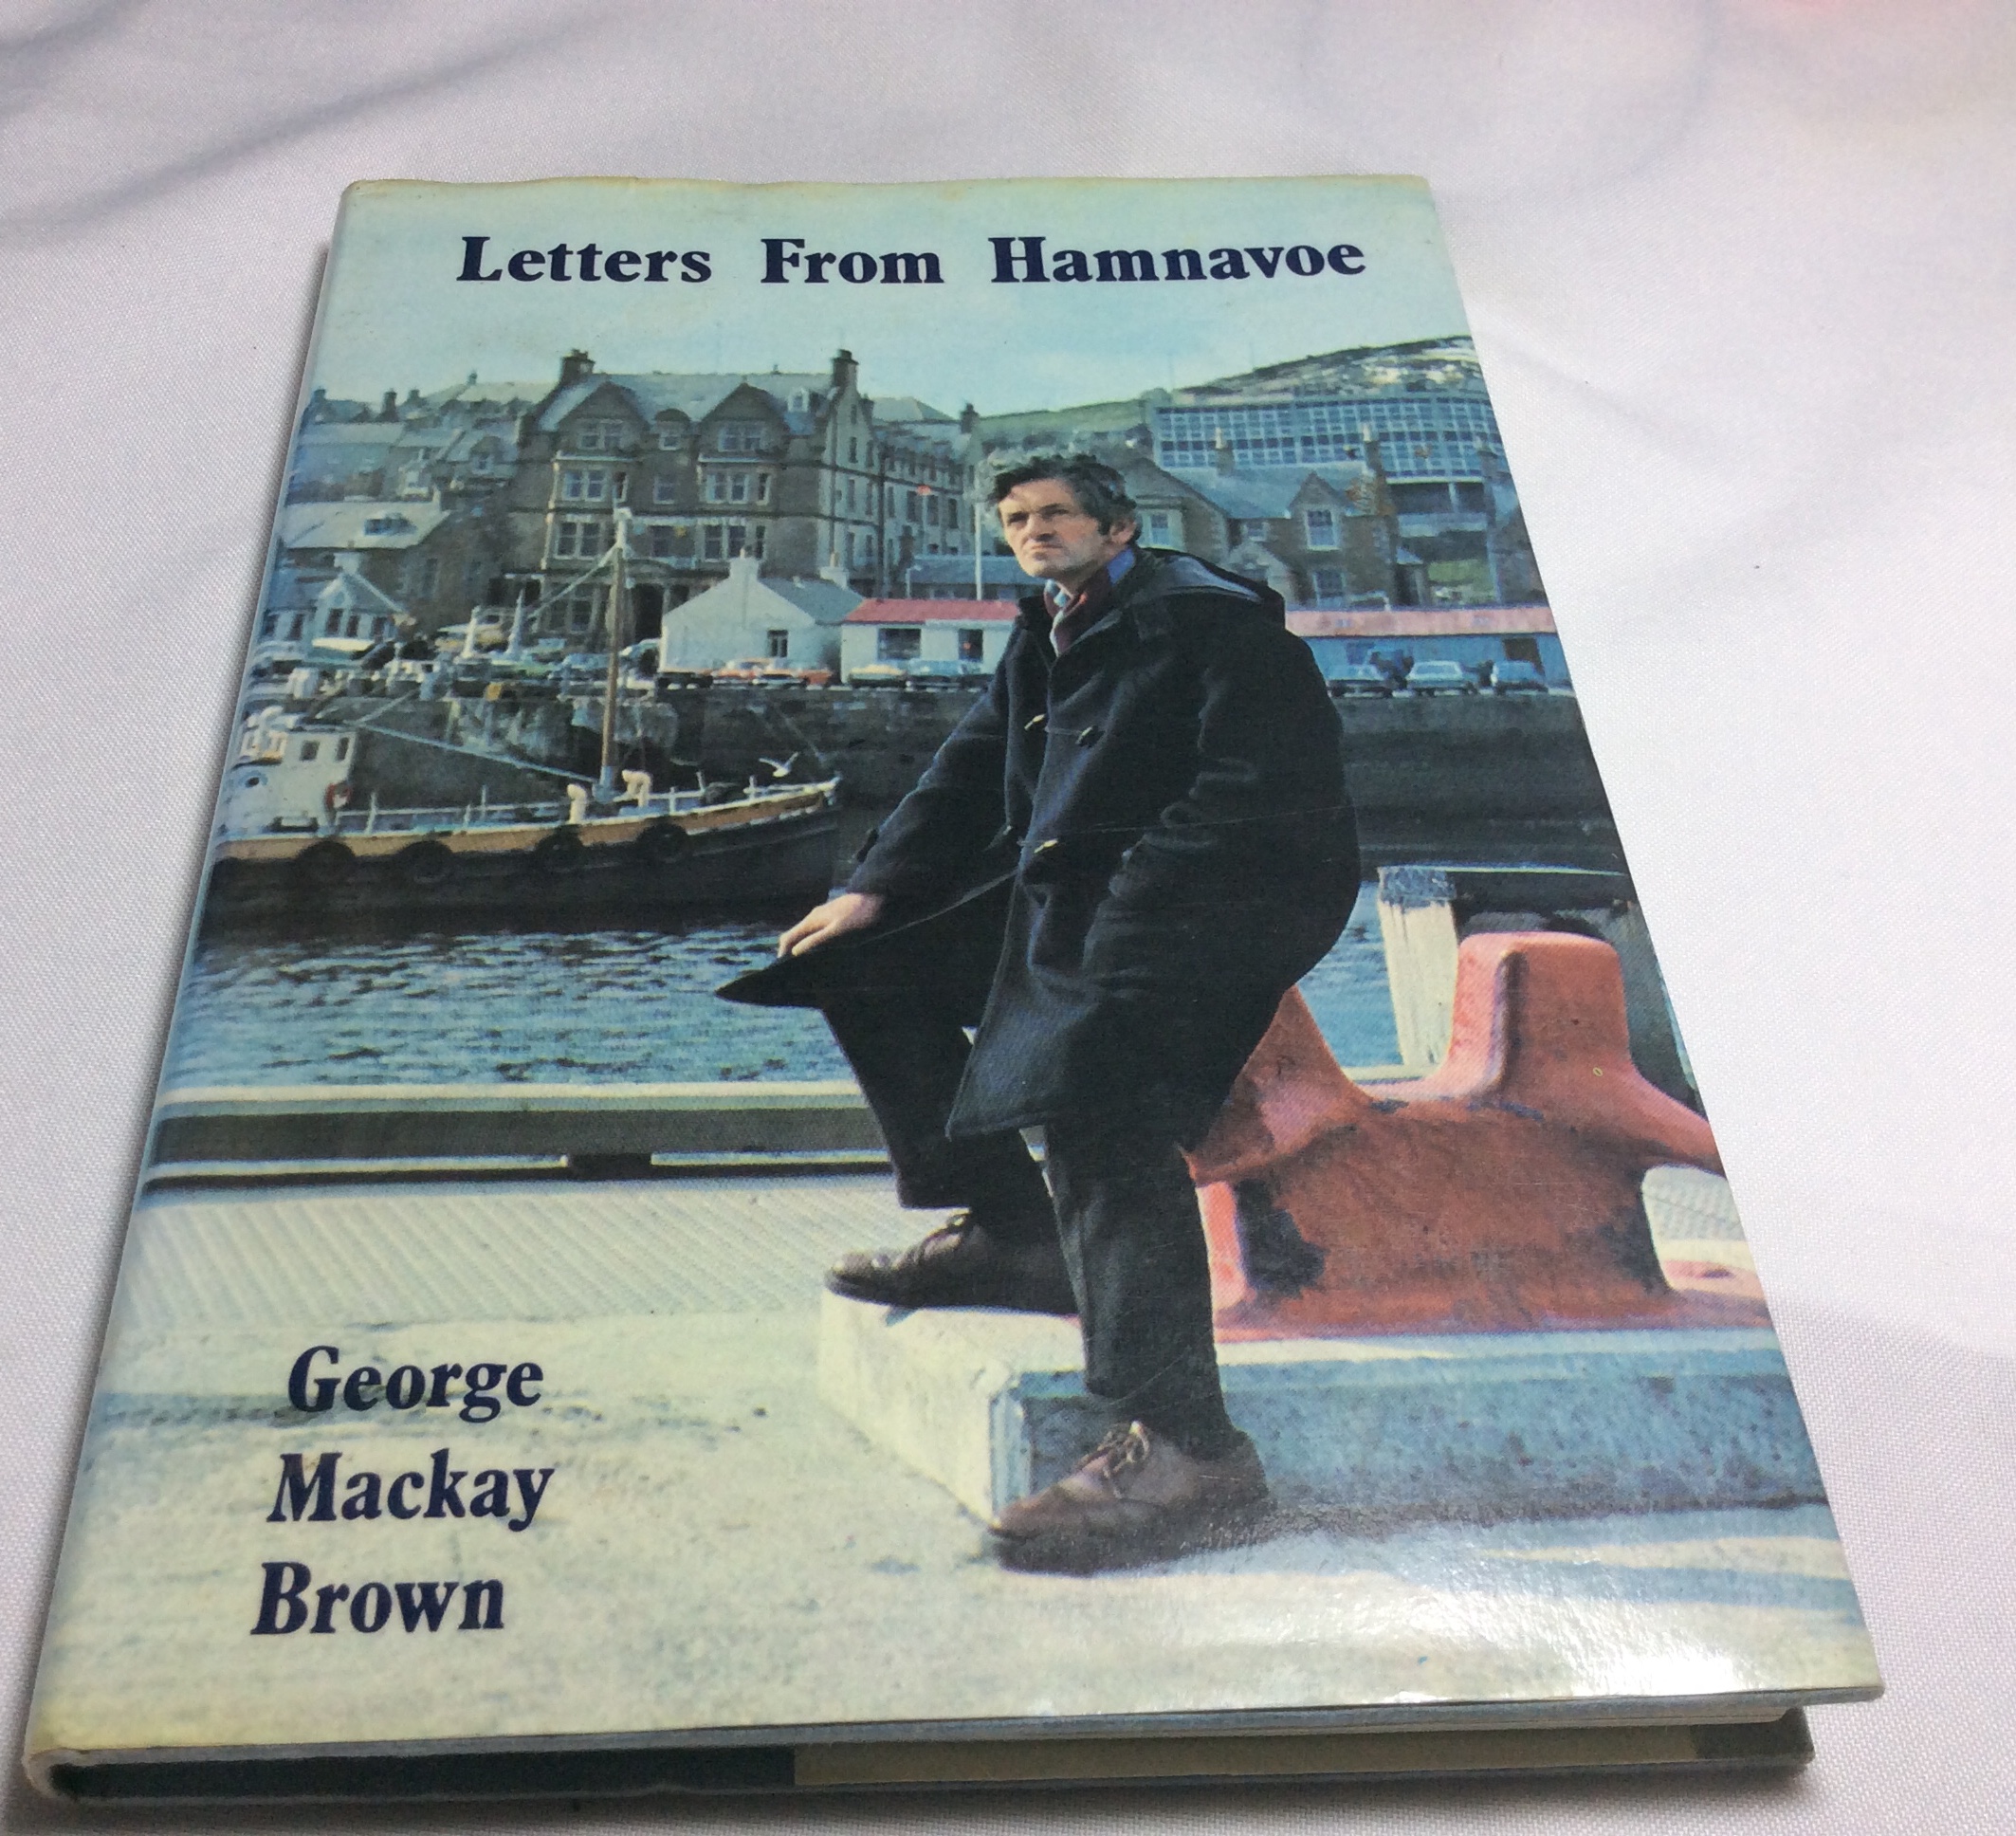 Letters From Hamnavoe
George
Mackay
Brown